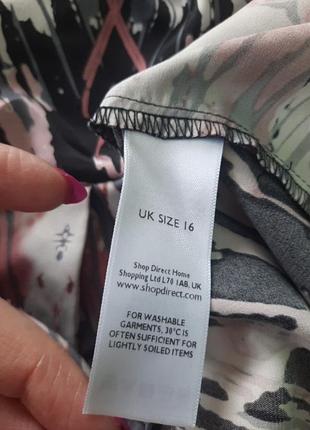 UK SIZE 16
Shop Direct Home
Shopping Ltd L70 1AB, UK
www.shopdirect.com
FOR WASHABLE
GARMENTS, 30°C IS
OFTEN SUFFICIENT FOR
LIGHTLY SOILED ITEMS